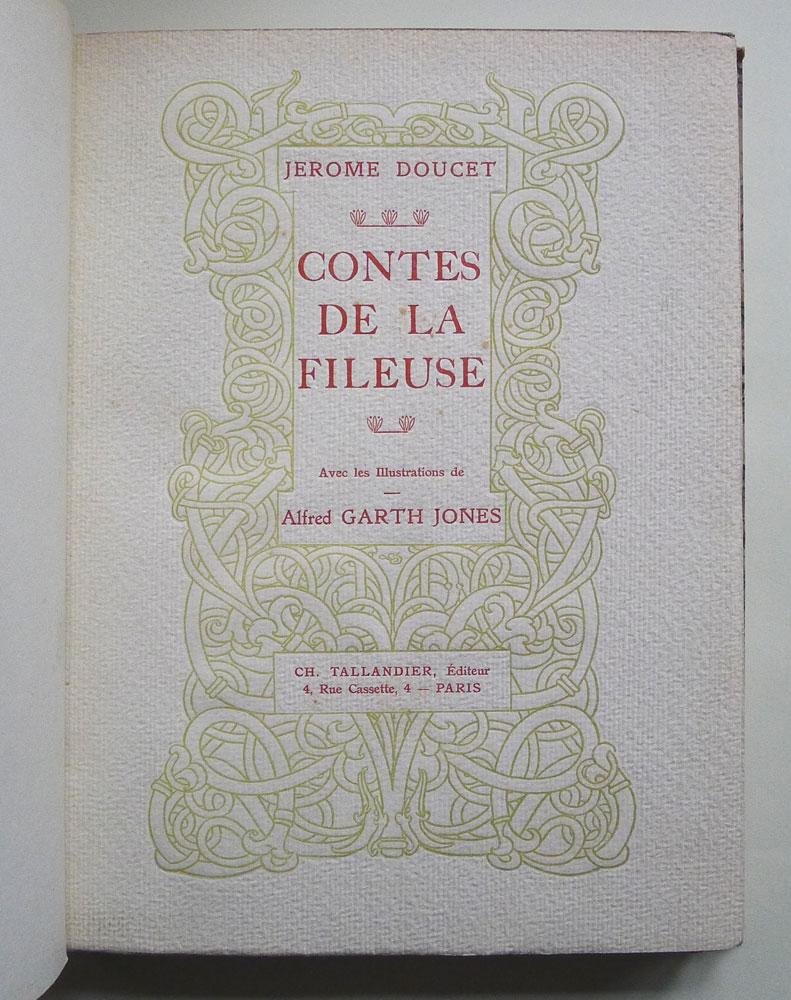 JEROME DOUCET
CONTES
DE LA
FILEUSE
Avec les Illustrations de
Alfred GARTH JONES
CH. TALLANDIER, Éditeur
4, Rue Cassette, 4 — PARIS